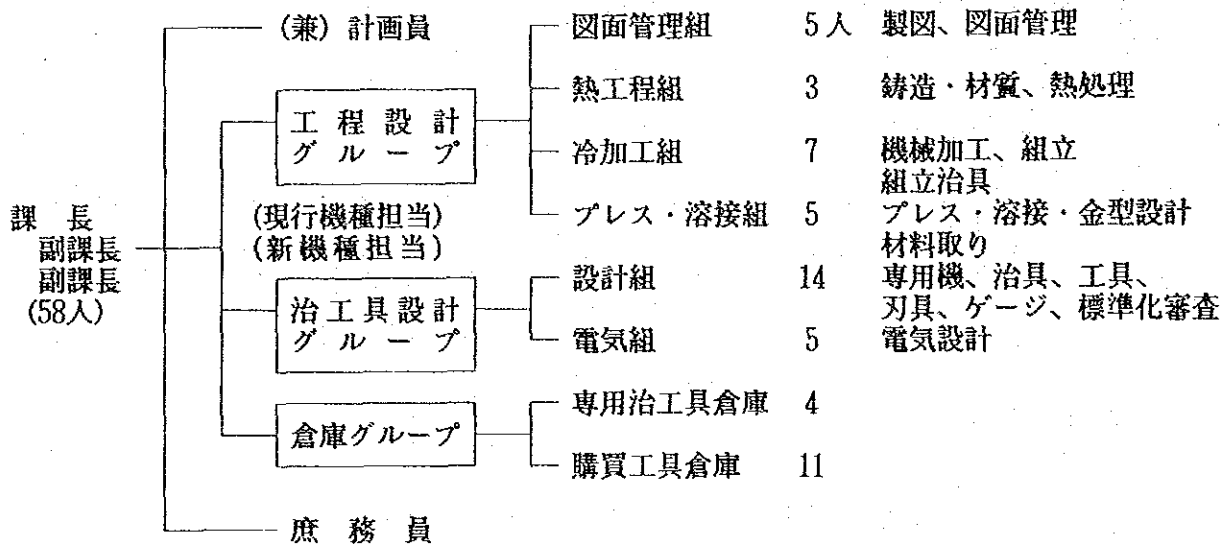 (兼) 計画員
図面管理組 5人 製図、図面管理
熱工程組 3 鋳造・材質、熱処理
工程設計
グループ
冷加工組 7 機械加工、組立
組立治具
課長
副課長
副課長
(58人)
(現行機種担当)
(新機種担当)
プレス・溶接組 5 プレス・溶接・金型設計
材料取り
設計組 14 専用機、治具、工具、
刃具、ゲージ、標準化審査
治工具設計
グループ
電気組 5 電気設計
専用治工具倉庫 4
倉庫グループ
購買工具倉庫 11
庶務員